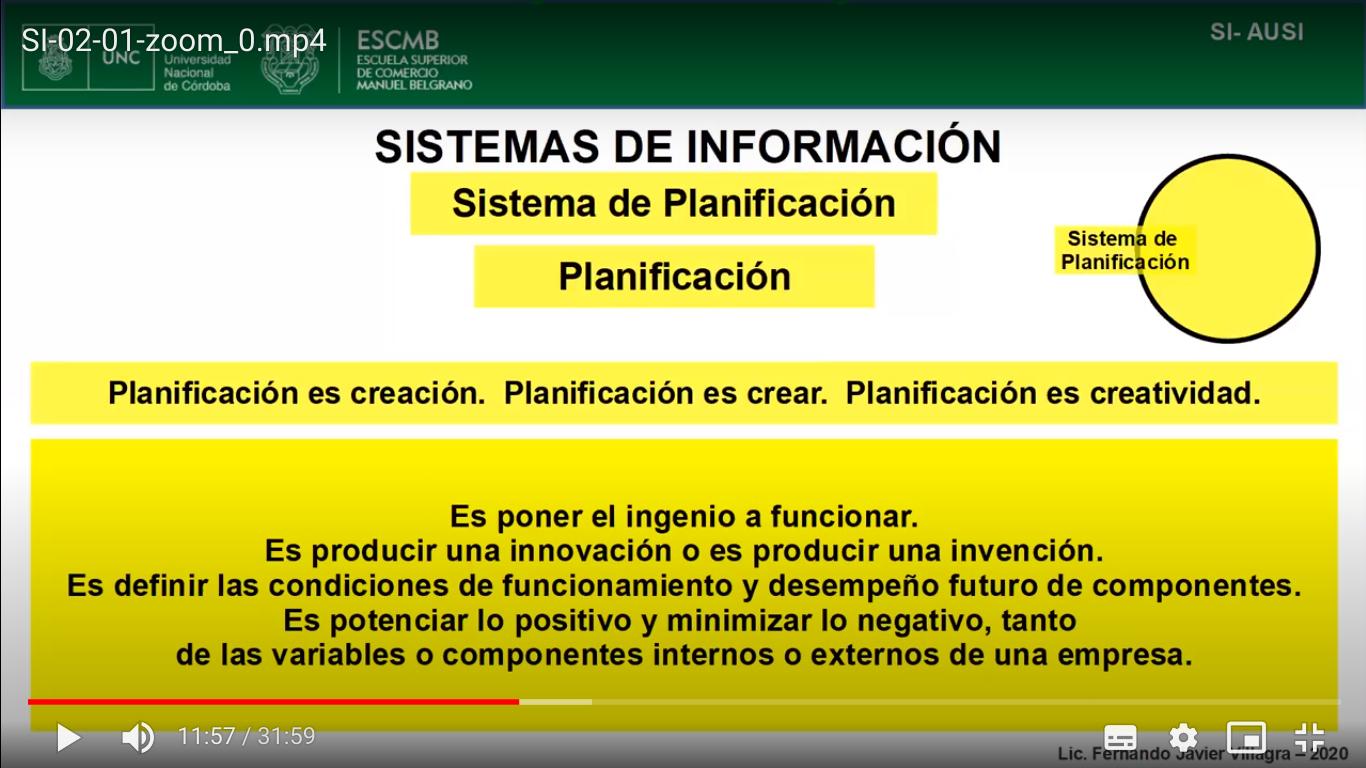 SI-02-01-zoom_0.mp4
SI- AUSI
UNC
Universidad
Nacional
de Córdoba
ESCMB
ESCUELA SUPERIOR
DE COMERCIO
MANUEL BELGRANO
SISTEMAS DE INFORMACIÓN
Sistema de Planificación
Planificación
Sistema de
Planificación
Planificación es creación. Planificación es crear. Planificación es creatividad.
Es poner el ingenio a funcionar.
Es producir una innovación o es producir una invención.
Es definir las condiciones de funcionamiento y desempeño futuro de componentes.
Es potenciar lo positivo y minimizar lo negativo, tanto
de las variables o componentes internos o externos de una empresa.
11:57 / 31:59
Lic. Fernando Javier Villagra – 2020